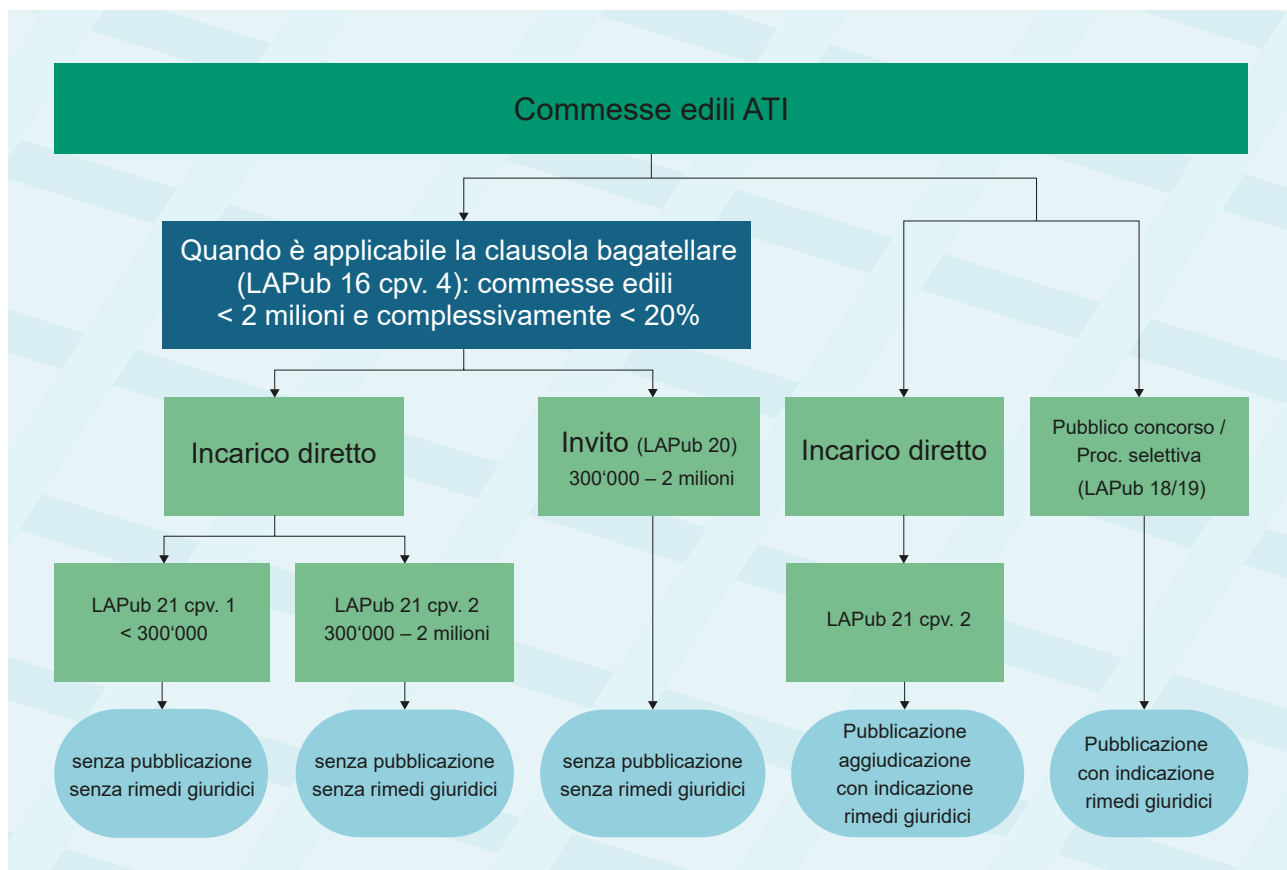 Commesse edili ATI
Quando è applicabile la clausola bagatellare
(LAPub 16 cpv. 4): commesse edili
< 2 milioni e complessivamente < 20%
Incarico diretto
Invito (LAPub 20)
300‘000 – 2 milioni
Incarico diretto
Pubblico concorso /
Proc. selettiva
(LAPub 18/19)
LAPub 21 cpv. 1
< 300‘000
LAPub 21 cpv. 2
300‘000 – 2 milioni
LAPub 21 cpv. 2
senza pubblicazione
senza rimedi giuridici
senza pubblicazione
senza rimedi giuridici
senza pubblicazione
senza rimedi giuridici
Pubblicazione
aggiudicazione
con indicazione
rimedi giuridici
Pubblicazione
con indicazione
rimedi giuridici